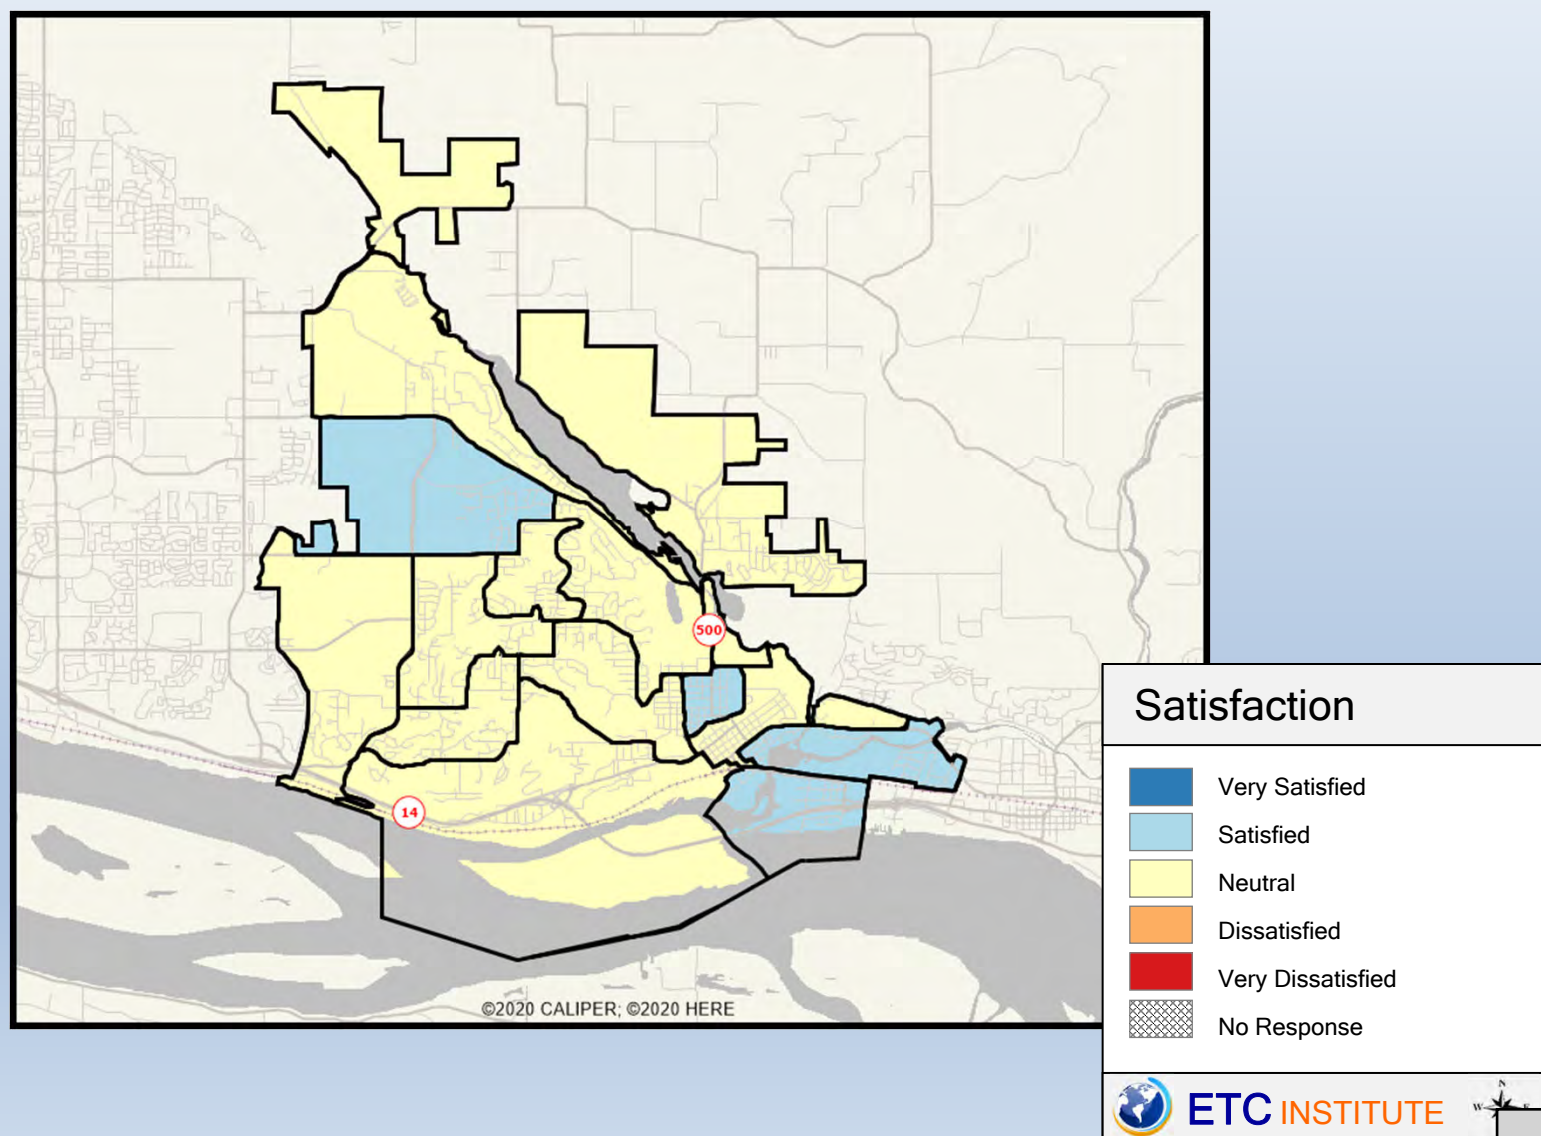 500
14
©2020 CALIPER; ©2020 HERE
Satisfaction
Very Satisfied
Satisfied
Neutral
Dissatisfied
Very Dissatisfied
No Response
ETC INSTITUTE
N
W E